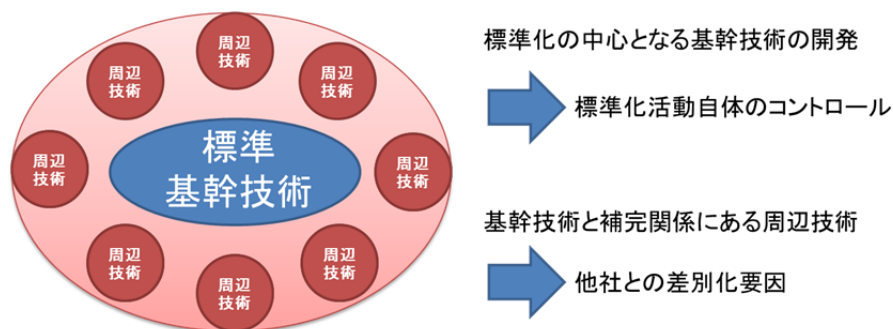 周辺
技術
周辺
技術
周辺
技術
周辺
技術
標準
基幹技術
周辺
技術
周辺
技術
周辺
技術
周辺
技術
標準化の中心となる基幹技術の開発
標準化活動自体のコントロール
基幹技術と補完関係にある周辺技術
他社との差別化要因